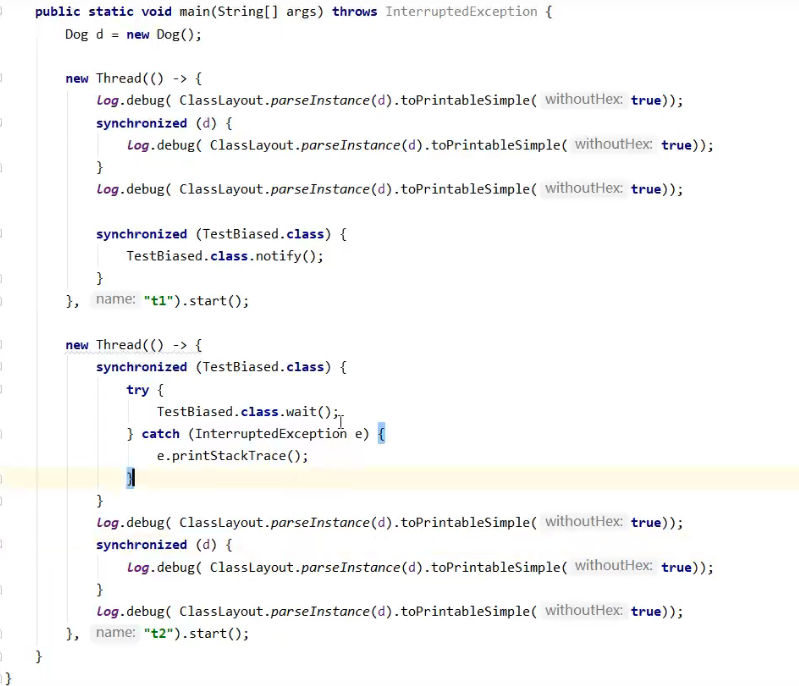 public static void main(String[] args) throws InterruptedException {
    Dog d = new Dog();

    new Thread(() -> {
        log.debug( ClassLayout.parseInstance(d).toPrintableSimple( withoutHex: true));
        synchronized (d) {
            log.debug( ClassLayout.parseInstance(d).toPrintableSimple( withoutHex: true));
        }
        log.debug( ClassLayout.parseInstance(d).toPrintableSimple( withoutHex: true));

        synchronized (TestBiased.class) {
            TestBiased.class.notify();
        }
    }, name: "t1").start();

    new Thread(() -> {
        synchronized (TestBiased.class) {
            try {
                TestBiased.class.wait();
            } catch (InterruptedException e) {
                e.printStackTrace();
            }
        }
        log.debug( ClassLayout.parseInstance(d).toPrintableSimple( withoutHex: true));
        synchronized (d) {
            log.debug( ClassLayout.parseInstance(d).toPrintableSimple( withoutHex: true));
        }
        log.debug( ClassLayout.parseInstance(d).toPrintableSimple( withoutHex: true));
    }, name: "t2").start();
}
}